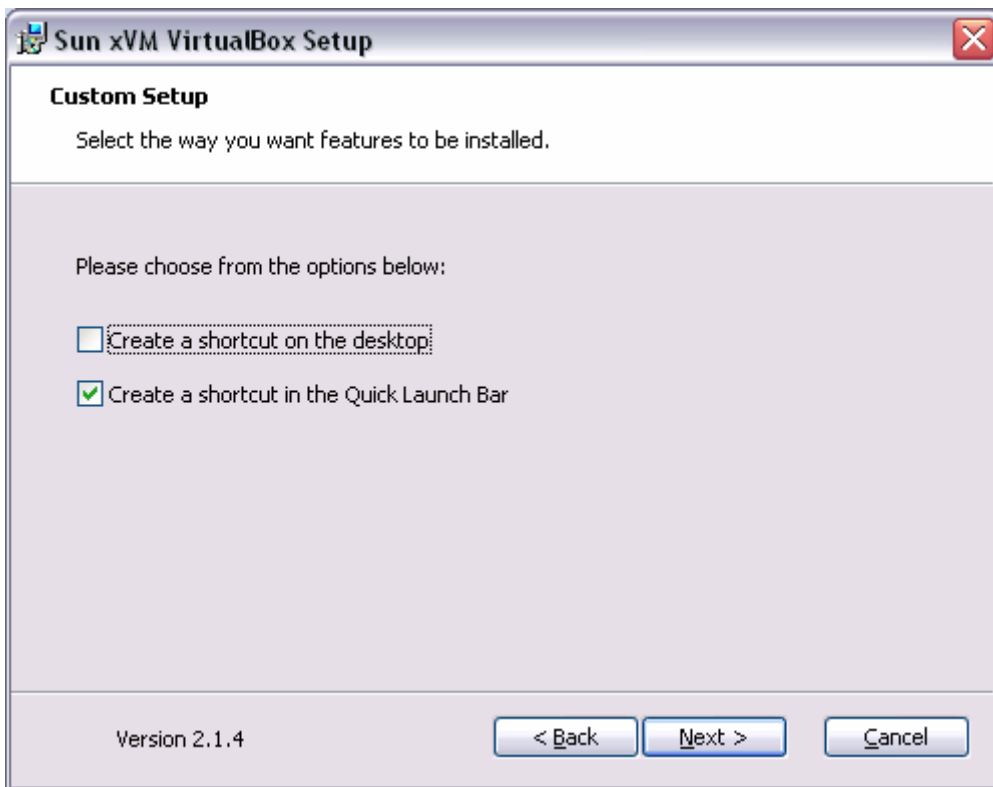 Sun xVM VirtualBox Setup
Custom Setup
Select the way you want features to be installed.
Please choose from the options below:
Create a shortcut on the desktop
Create a shortcut in the Quick Launch Bar
Version 2.1.4
< Back
Next >
Cancel